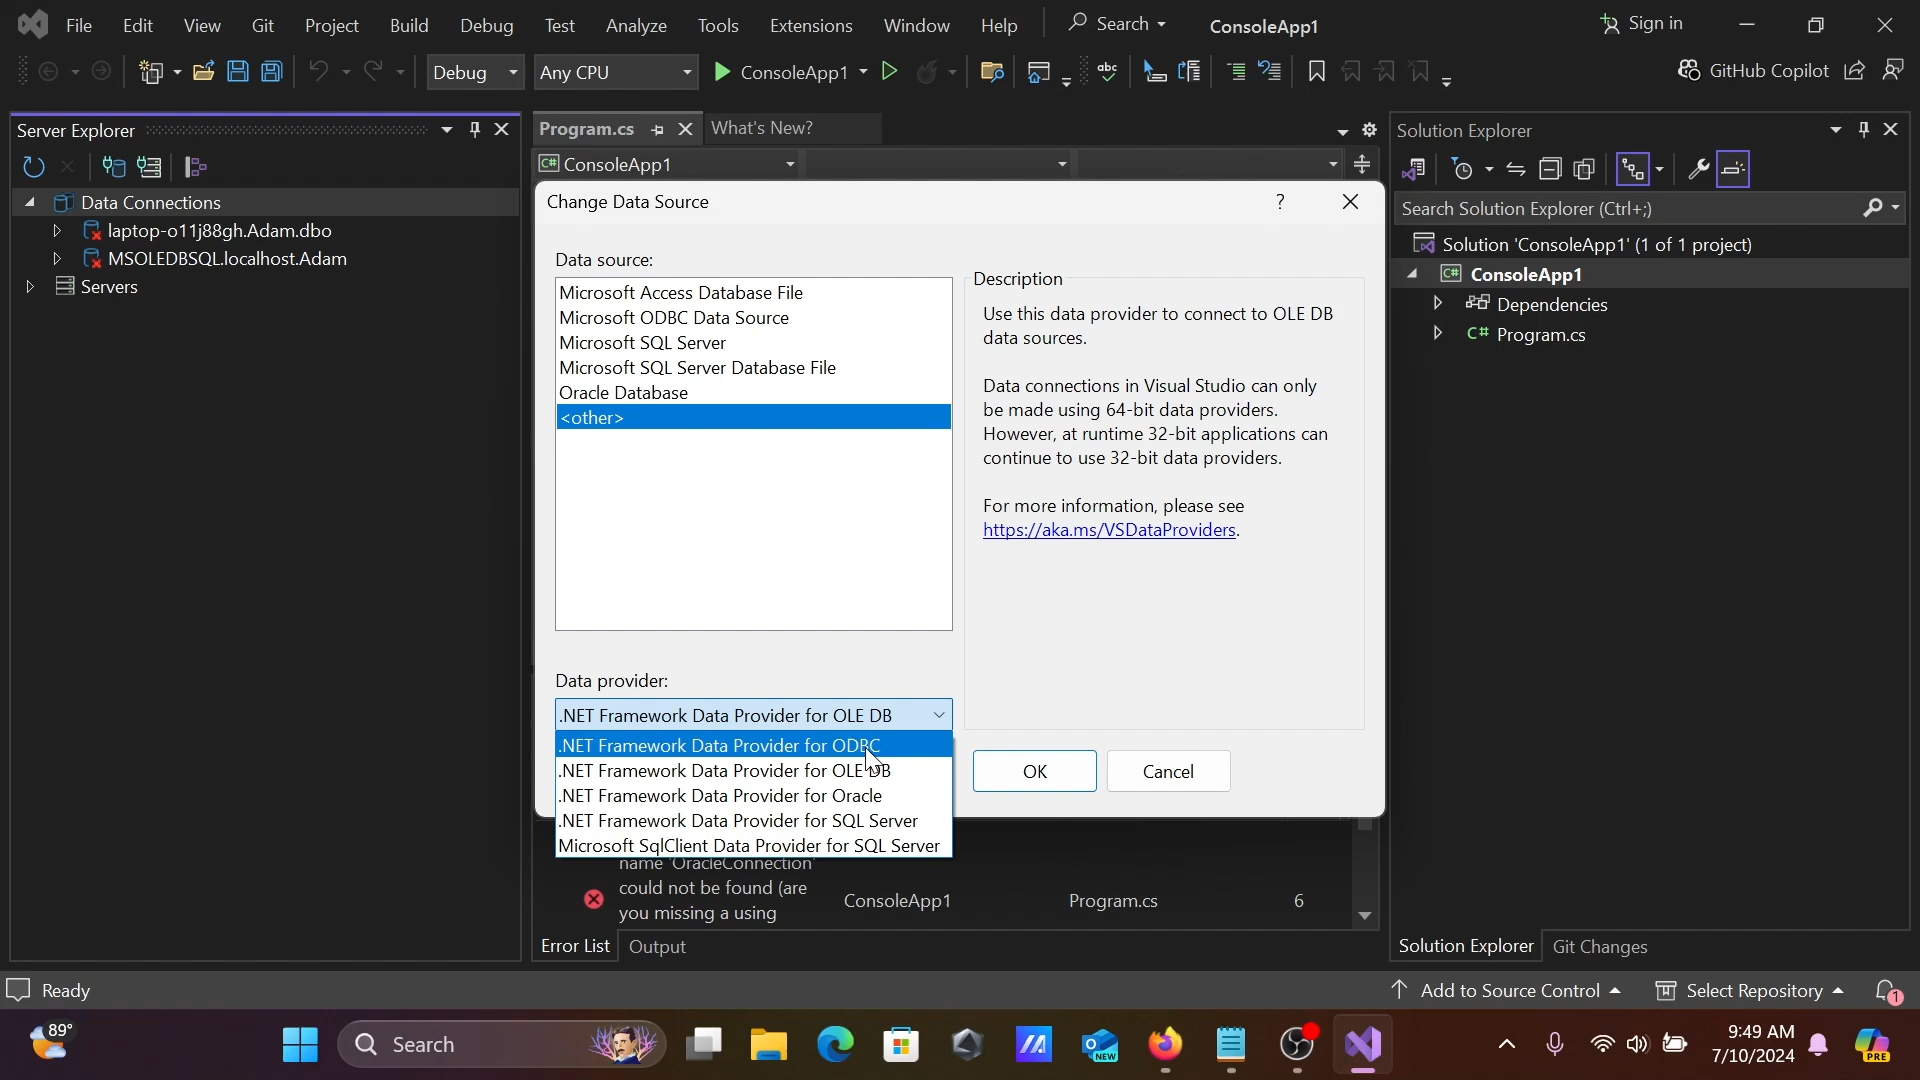 File Edit View Git Project Build Debug Test Analyze Tools Extensions Window Help Search ConsoleApp1 Sign in
Debug Any CPU ConsoleApp1 GitHub Copilot
Server Explorer
Data Connections
laptop-o11j88gh.Adam.dbo
MSOLEDBSQL.localhost.Adam
Servers
Program.cs What's New?
C# ConsoleApp1
Change Data Source ?
Data source:
Microsoft Access Database File
Microsoft ODBC Data Source
Microsoft SQL Server
Microsoft SQL Server Database File
Oracle Database
<other>
Description
Use this data provider to connect to OLE DB
data sources.
Data connections in Visual Studio can only
be made using 64-bit data providers.
However, at runtime 32-bit applications can
continue to use 32-bit data providers.
For more information, please see
https://aka.ms/VSDataProviders.
Data provider:
.NET Framework Data Provider for OLE DB
.NET Framework Data Provider for ODBC
.NET Framework Data Provider for OLE DB
.NET Framework Data Provider for Oracle
.NET Framework Data Provider for SQL Server
Microsoft SqlClient Data Provider for SQL Server
OK Cancel
name 'OracleConnection'
could not be found (are
you missing a using
ConsoleApp1 Program.cs 6
Error List Output
Solution Explorer
Search Solution Explorer (Ctrl+;)
Solution 'ConsoleApp1' (1 of 1 project)
C# ConsoleApp1
Dependencies
C# Program.cs
Solution Explorer Git Changes
Ready Add to Source Control Select Repository 1
89° Search NEW 9:49 AM PRE
7/10/2024